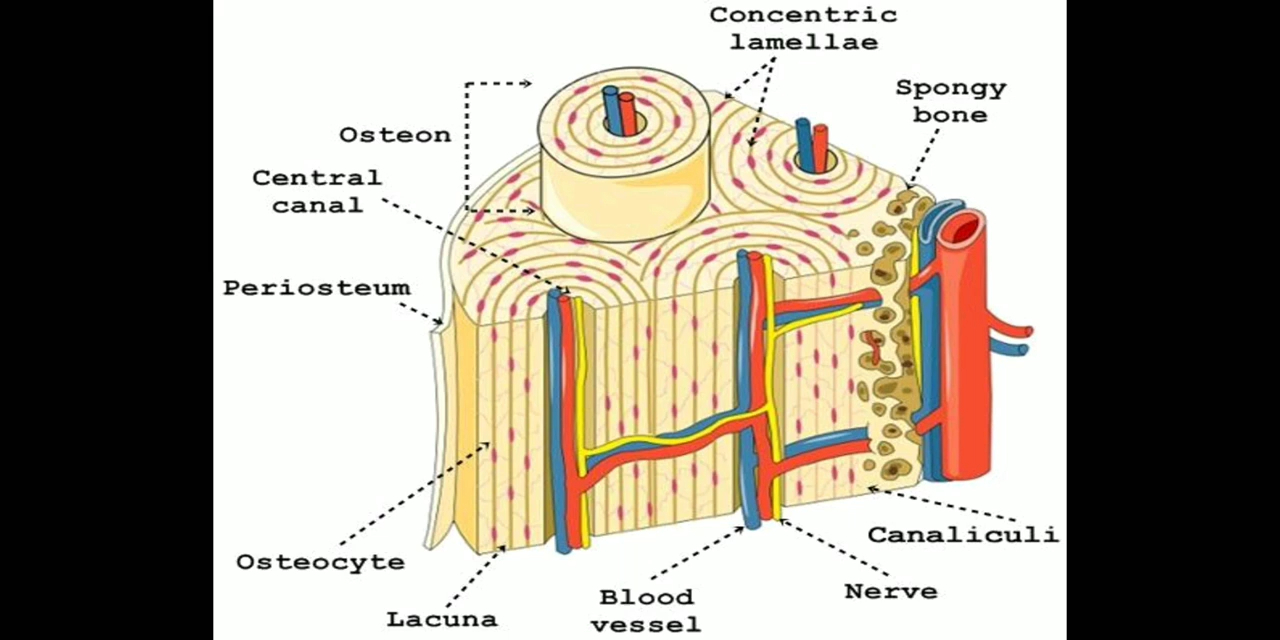 Concentric
lamellae
Spongy
bone
Osteon
Central
canal
Periosteum
Canaliculi
Osteocyte
Nerve
Blood
vessel
Lacuna